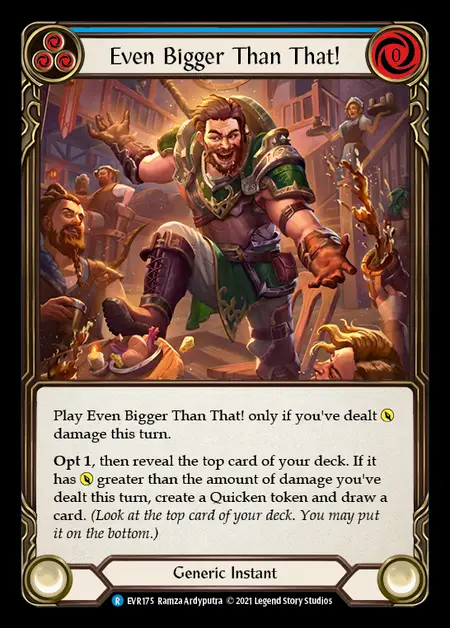 Even Bigger Than That!
0
Play Even Bigger Than That! only if you've dealt
damage this turn.
Opt 1, then reveal the top card of your deck. If it
has greater than the amount of damage you've
dealt this turn, create a Quicken token and draw a
card. (Look at the top card of your deck. You may put
it on the bottom.)
Generic Instant
R EVR175 Ramza Ardyputra © 2021 Legend Story Studios